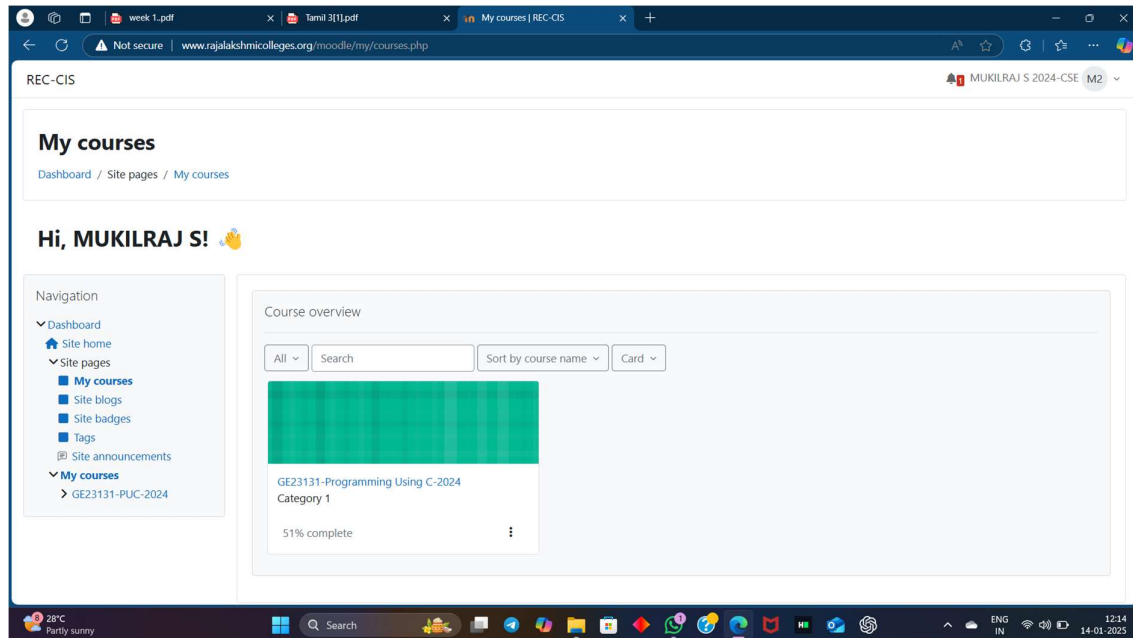 week 1..pdf
Tamil 3[1].pdf
My courses | REC-CIS
Not secure
www.rajalakshmicolleges.org/moodle/my/courses.php
REC-CIS
1
MUKILRAJ S 2024-CSE
M2
My courses
Dashboard / Site pages / My courses
Hi, MUKILRAJ S!
Navigation
Dashboard
Site home
Site pages
My courses
Site blogs
Site badges
Tags
Site announcements
My courses
GE23131-PUC-2024
Course overview
All
Search
Sort by course name
Card
GE23131-Programming Using C-2024
Category 1
51% complete
8
28°C
Partly sunny
Search
1
ENG
IN
12:14
14-01-2025